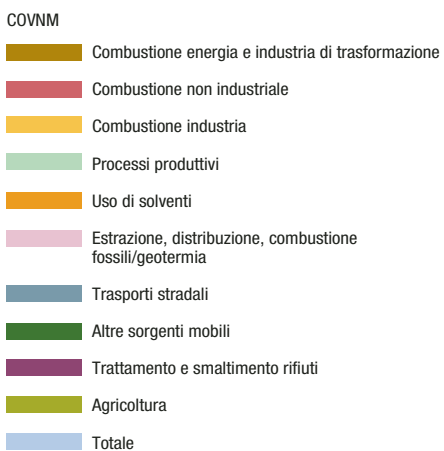 COVNM
Combustione energia e industria di trasformazione
Combustione non industriale
Combustione industria
Processi produttivi
Uso di solventi
Estrazione, distribuzione, combustione
fossili/geotermia
Trasporti stradali
Altre sorgenti mobili
Trattamento e smaltimento rifiuti
Agricoltura
Totale